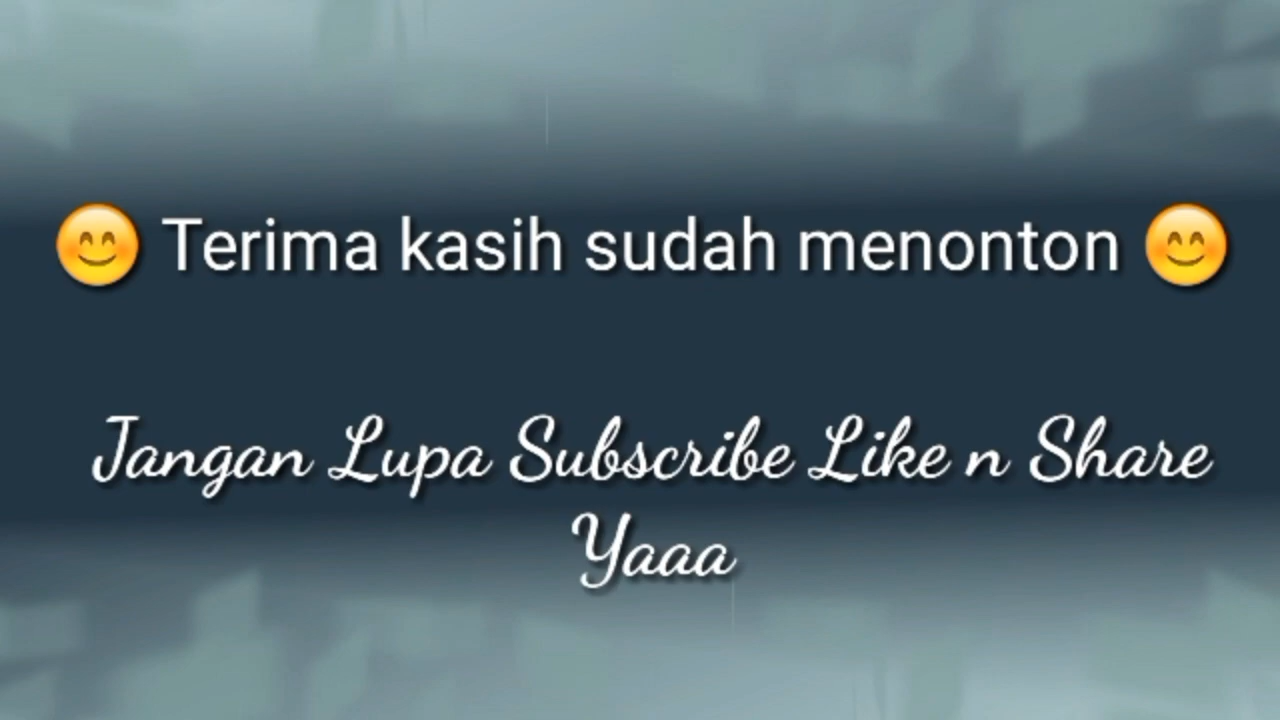 😊 Terima kasih sudah menonton 😊
Jangan Lupa Subscribe Like n Share
Yaaa